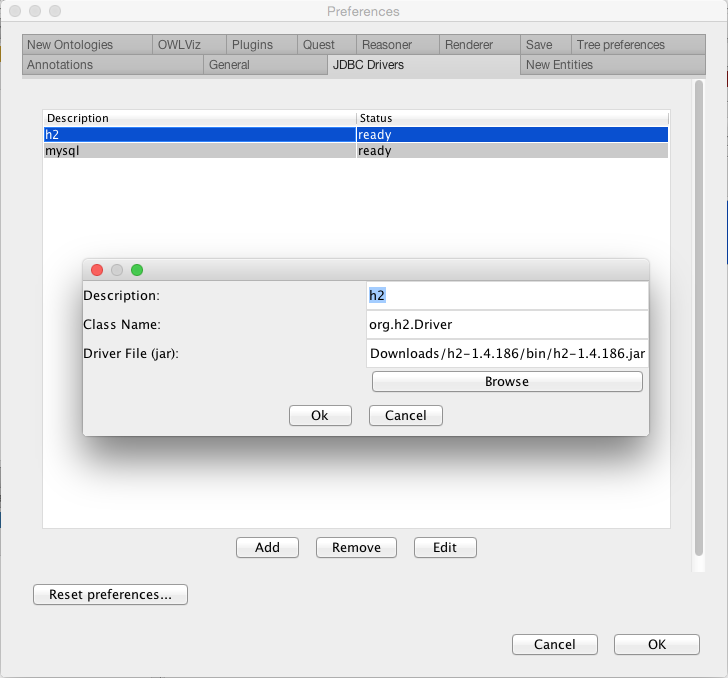 Preferences
New Ontologies OWLViz Plugins Quest Reasoner Renderer Save Tree preferences
Annotations General JDBC Drivers New Entities
Description Status
h2 ready
mysql ready
Description: h2
Class Name: org.h2.Driver
Driver File (jar): Downloads/h2-1.4.186/bin/h2-1.4.186.jar
Browse
Ok Cancel
Add Remove Edit
Reset preferences...
Cancel OK